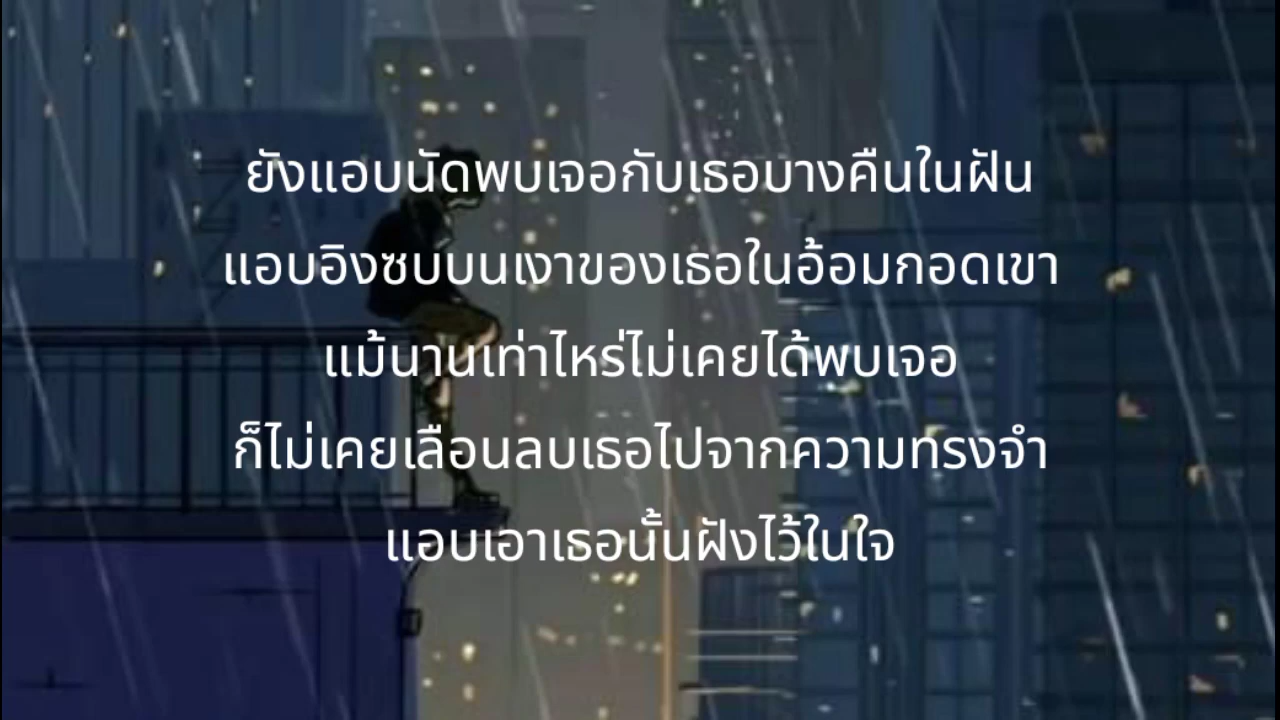 ยังแอบนัดพบเจอกับเธอบางคืนในฝัน
แอบอิงซบบนเงาของเธอในอ้อมกอดเขา
แม้นานเท่าไหร่ไม่เคยได้พบเจอ
ก็ไม่เคยเลือนลบเธอไปจากความทรงจำ
แอบเอาเธอนั้นฝังไว้ในใจ